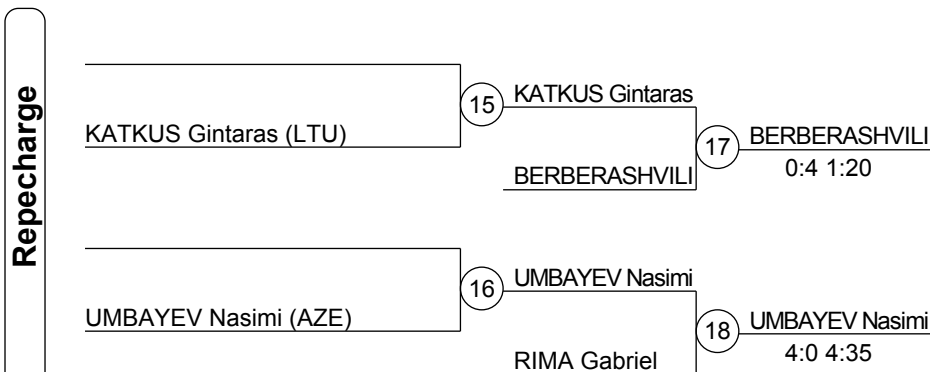 Repecharge
KATKUS Gintaras (LTU)
15
KATKUS Gintaras
BERBERASHVILI
17
BERBERASHVILI
0:4 1:20
UMBAYEV Nasimi (AZE)
16
UMBAYEV Nasimi
RIMA Gabriel
18
UMBAYEV Nasimi
4:0 4:35